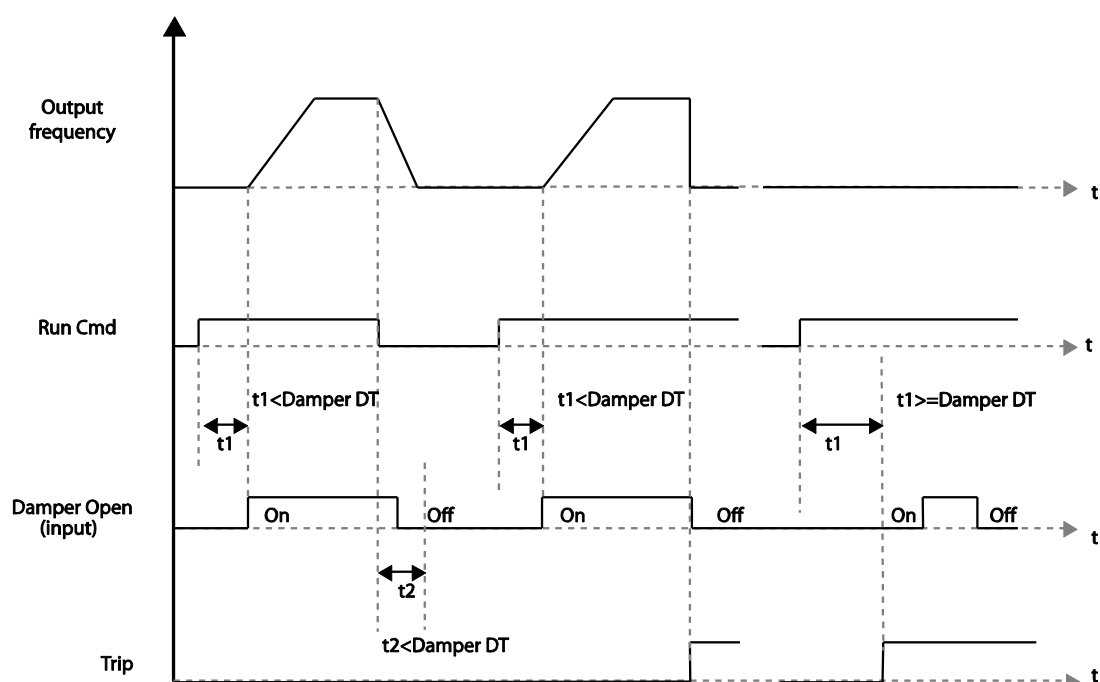 Output
frequency
t
Run Cmd
t
t1<Damper DT
t1<Damper DT
t1>=Damper DT
t1
t1
t1
Damper Open
(input)
On
Off
On
Off
On
Off
t
t2
t2<Damper DT
Trip
t